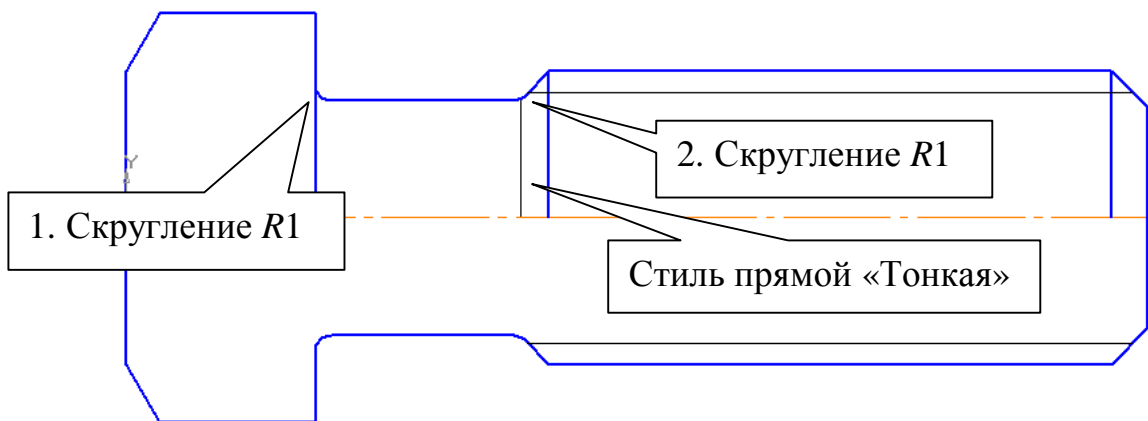 Y
2. Скругление R1
1. Скругление R1
Стиль прямой «Тонкая»